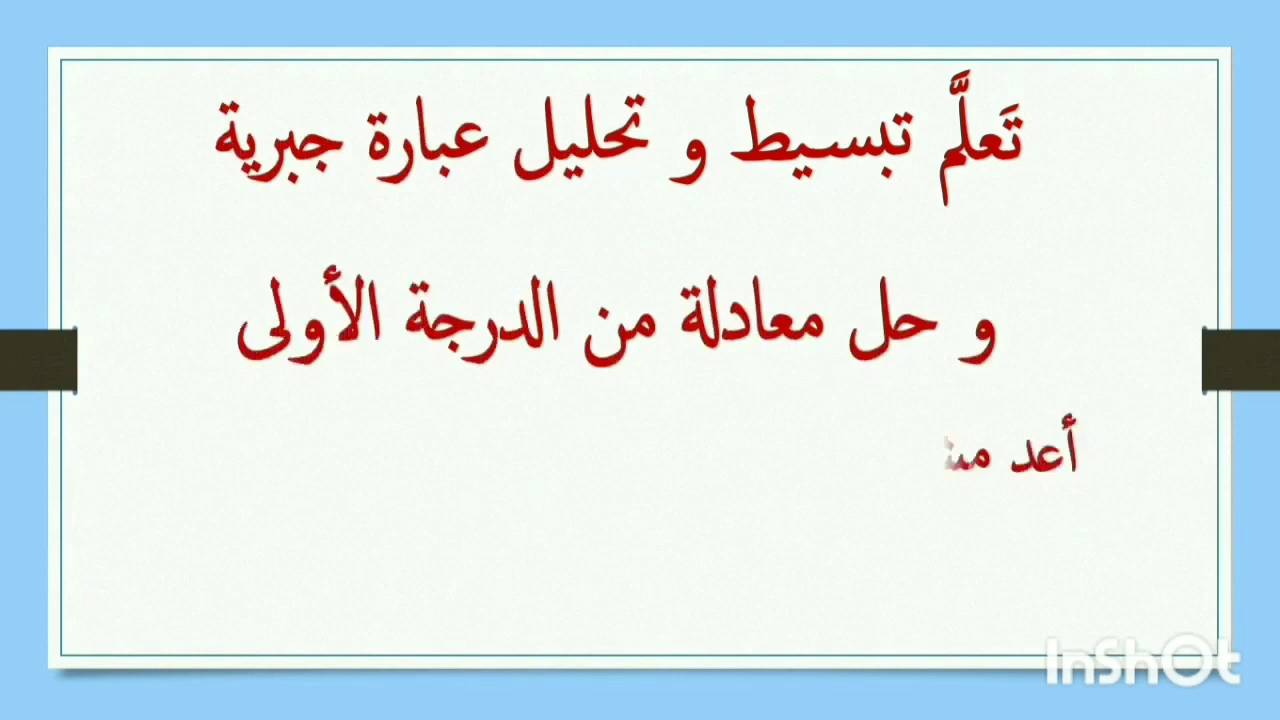 تَعلَّم تبسيط و تحليل عبارة جبرية
و حل معادلة من الدرجة الأولى
أعد
InShOt